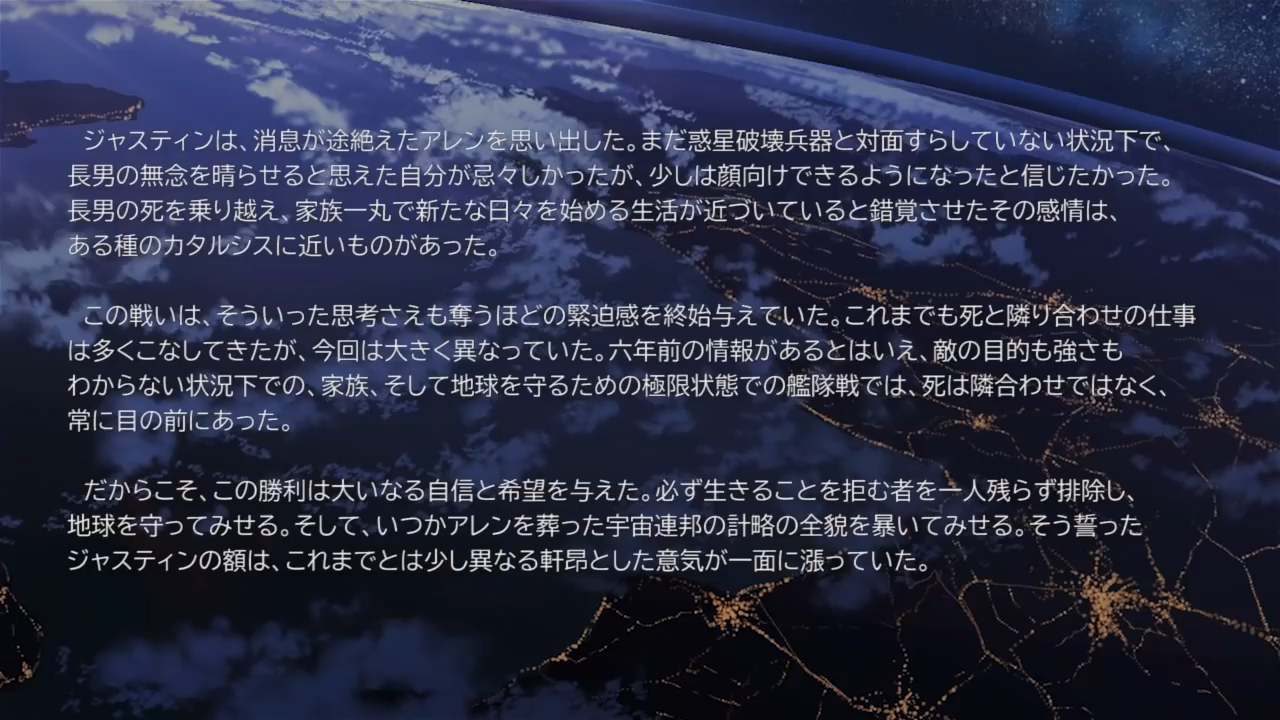 ジャスティンは、消息が途絶えたアレンを思い出した。まだ惑星破壊兵器と対面すらしていない状況下で、
長男の無念を晴らせると思えた自分が忌々しかったが、少しは顔向けできるようになったと信じたかった。
長男の死を乗り越え、家族一丸で新たな日々を始める生活が近づいていると錯覚させたその感情は、
ある種のカタルシスに近いものがあった。
この戦いは、そういった思考さえも奪うほどの緊迫感を終始与えていた。これまでも死と隣り合わせの仕事
は多くこなしてきたが、今回は大きく異なっていた。六年前の情報があるとはいえ、敵の目的も強さも
わからない状況下での、家族、そして地球を守るための極限状態での艦隊戦では、死は隣合わせではなく、
常に目の前にあった。
だからこそ、この勝利は大いなる自信と希望を与えた。必ず生きることを拒む者を一人残らず排除し、
地球を守ってみせる。そして、いつかアレンを葬った宇宙連邦の計略の全貌を暴いてみせる。そう誓った
ジャスティンの額は、これまでとは少し異なる軒昂とした意気が一面に漲っていた。